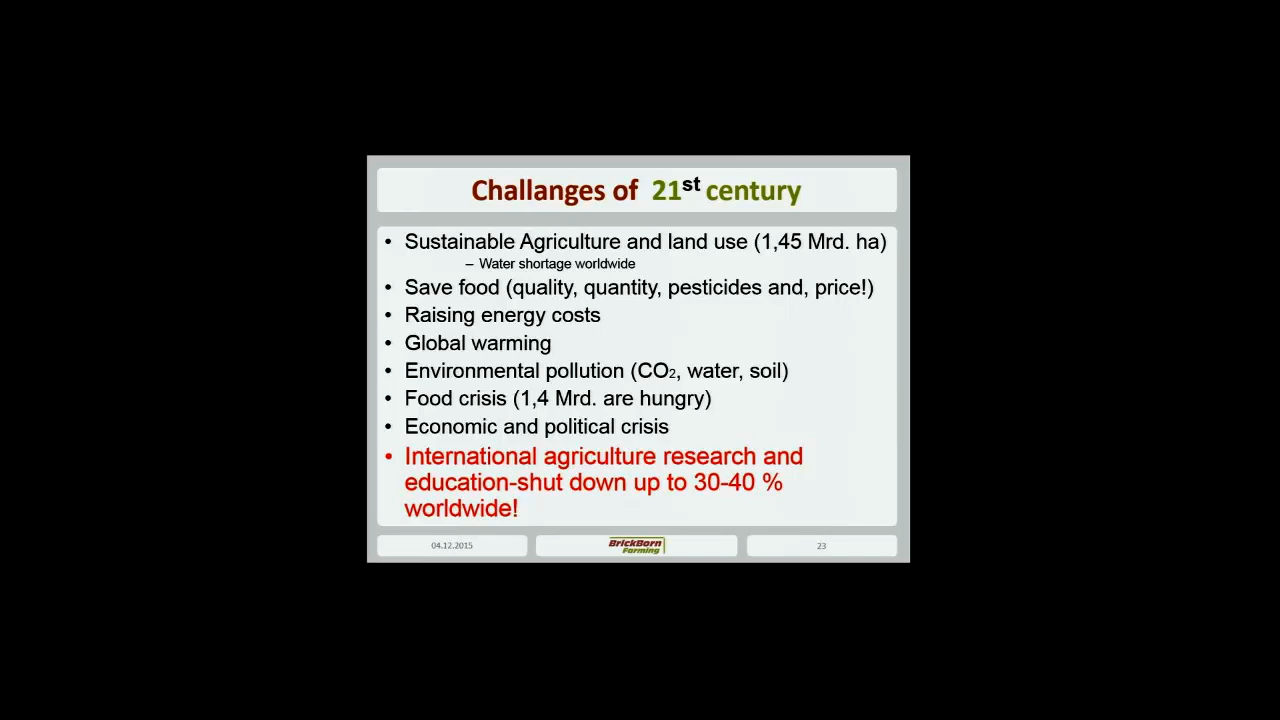 Challanges of 21st century
• Sustainable Agriculture and land use (1,45 Mrd. ha)
– Water shortage worldwide
• Save food (quality, quantity, pesticides and, price!)
• Raising energy costs
• Global warming
• Environmental pollution (CO2, water, soil)
• Food crisis (1,4 Mrd. are hungry)
• Economic and political crisis
• International agriculture research and
education-shut down up to 30-40 %
worldwide!
04.12.2015
BrickBorn
Farming
23